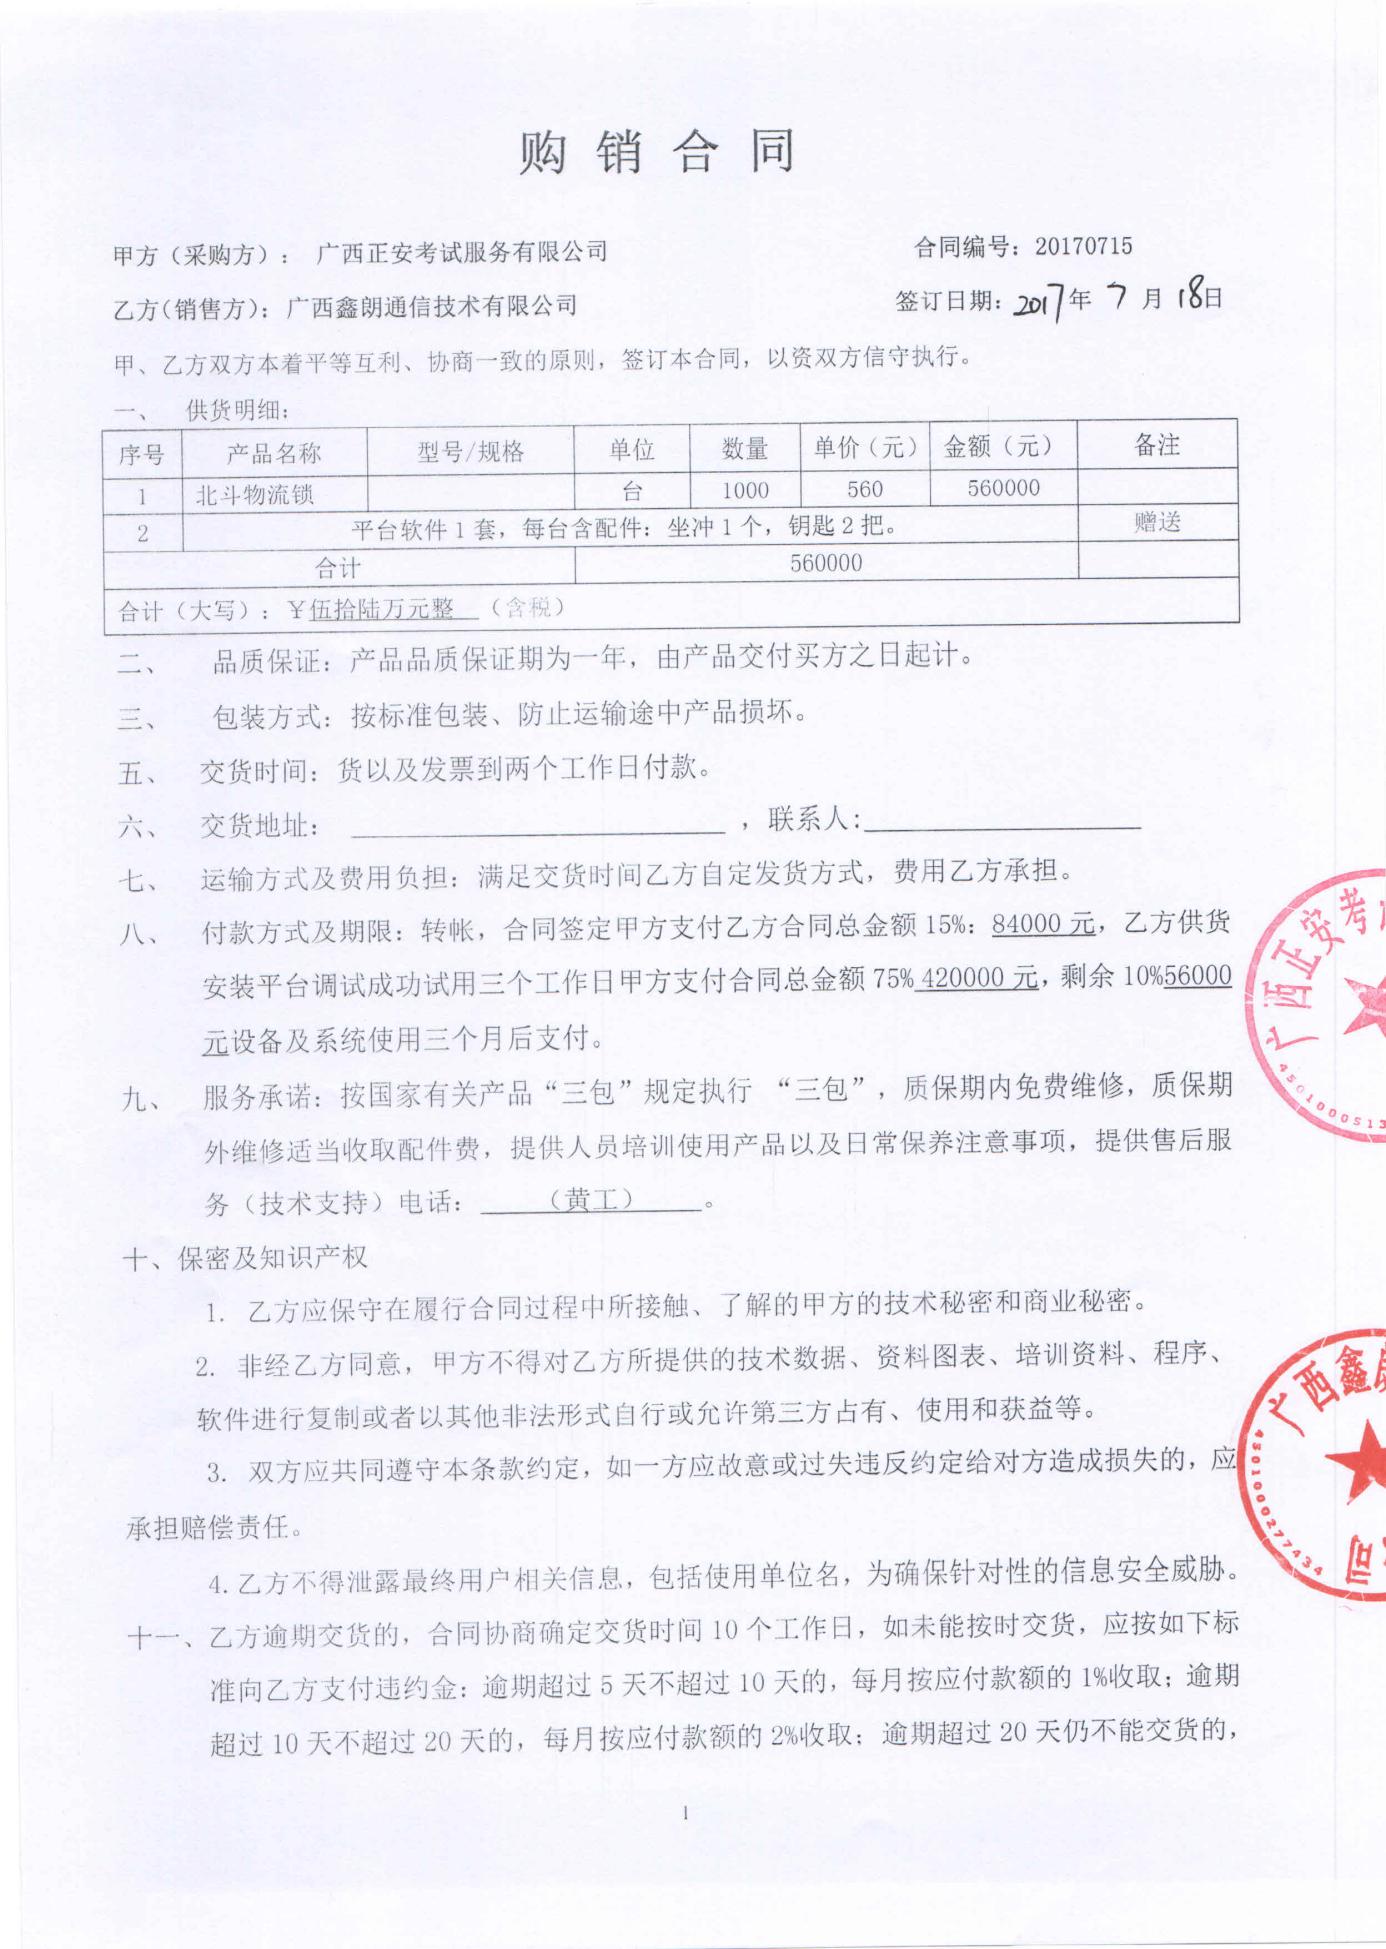 购销合同
甲方（采购方）： 广西正安考试服务有限公司 合同编号：20170715
乙方（销售方）：广西鑫朗通信技术有限公司 签订日期：2017年 7 月 18日
甲、乙方双方本着平等互利、协商一致的原则，签订本合同，以资双方信守执行。
一、 供货明细：
序号 产品名称 型号/规格 单位 数量 单价（元） 金额（元） 备注
1 北斗物流锁 台 1000 560 560000
2 平台软件 1 套，每台含配件：坐冲 1 个，钥匙 2 把。 赠送
合计 560000
合计（大写）：￥伍拾陆万元整 （含税）
二、 品质保证：产品品质保证期为一年，由产品交付买方之日起计。
三、 包装方式：按标准包装、防止运输途中产品损坏。
五、 交货时间：货以及发票到两个工作日付款。
六、 交货地址： ，联系人:
七、 运输方式及费用负担：满足交货时间乙方自定发货方式，费用乙方承担。
八、 付款方式及期限：转帐，合同签定甲方支付乙方合同总金额 15%：84000 元，乙方供货
安装平台调试成功试用三个工作日甲方支付合同总金额 75% 420000 元，剩余 10%56000
元设备及系统使用三个月后支付。
九、 服务承诺：按国家有关产品“三包”规定执行 “三包”，质保期内免费维修，质保期
外维修适当收取配件费，提供人员培训使用产品以及日常保养注意事项，提供售后服
务（技术支持）电话： （黄工） 。
十、保密及知识产权
1. 乙方应保守在履行合同过程中所接触、了解的甲方的技术秘密和商业秘密。
2. 非经乙方同意，甲方不得对乙方所提供的技术数据、资料图表、培训资料、程序、
软件进行复制或者以其他非法形式自行或允许第三方占有、使用和获益等。
3. 双方应共同遵守本条款约定，如一方应故意或过失违反约定给对方造成损失的，应
承担赔偿责任。
4.乙方不得泄露最终用户相关信息，包括使用单位名，为确保针对性的信息安全威胁。
十一、乙方逾期交货的，合同协商确定交货时间 10 个工作日，如未能按时交货，应按如下标
准向乙方支付违约金：逾期超过 5 天不超过 10 天的，每月按应付款额的 1%收取；逾期
超过 10 天不超过 20 天的，每月按应付款额的 2%收取；逾期超过 20 天仍不能交货的，
1
广西正安考
4501000513
广西鑫
4301000277434
司